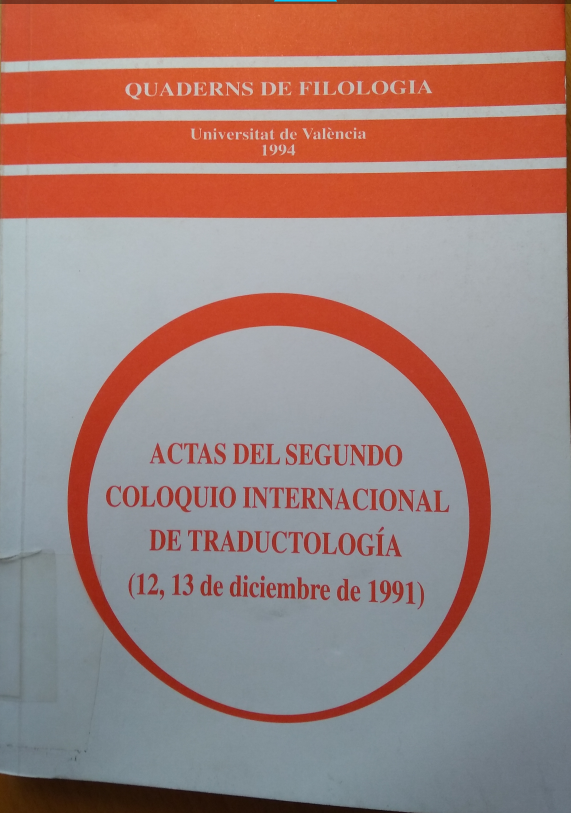 QUADERNS DE FILOLOGIA
Universitat de València
1994
ACTAS DEL SEGUNDO
COLOQUIO INTERNACIONAL
DE TRADUCTOLOGÍA
(12, 13 de diciembre de 1991)